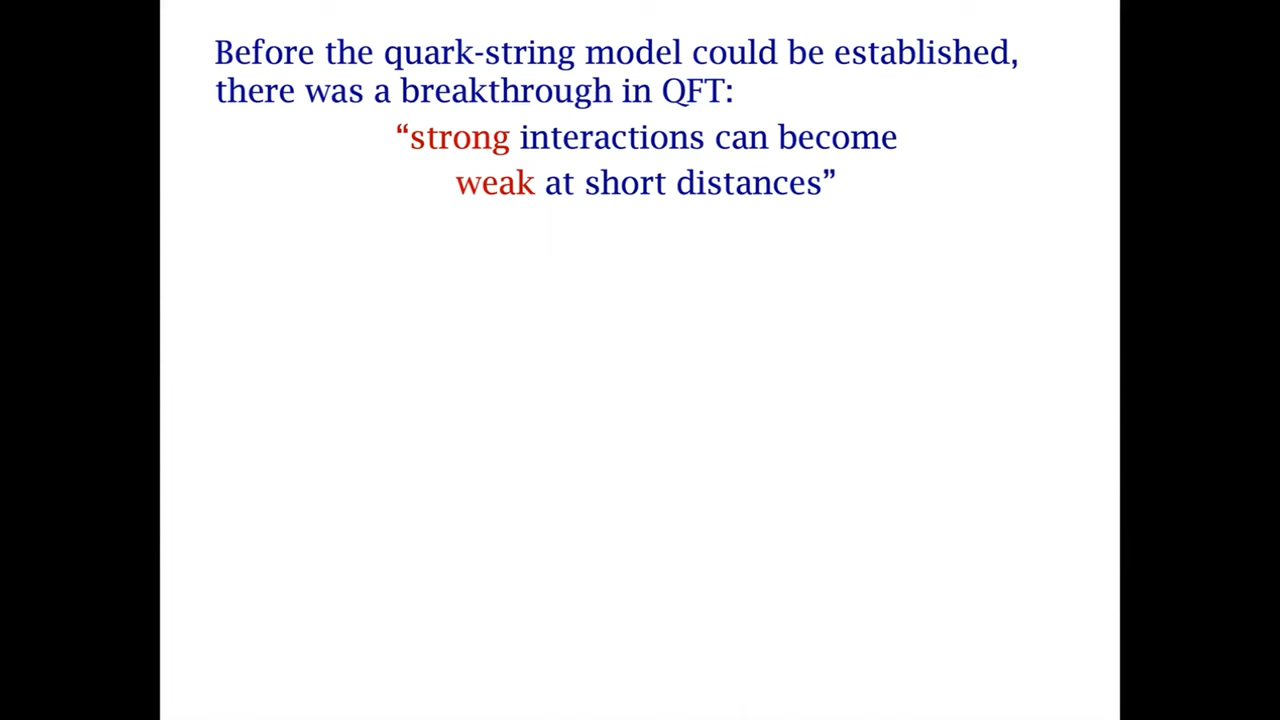 Before the quark-string model could be established,
there was a breakthrough in QFT:
“strong interactions can become
weak at short distances”